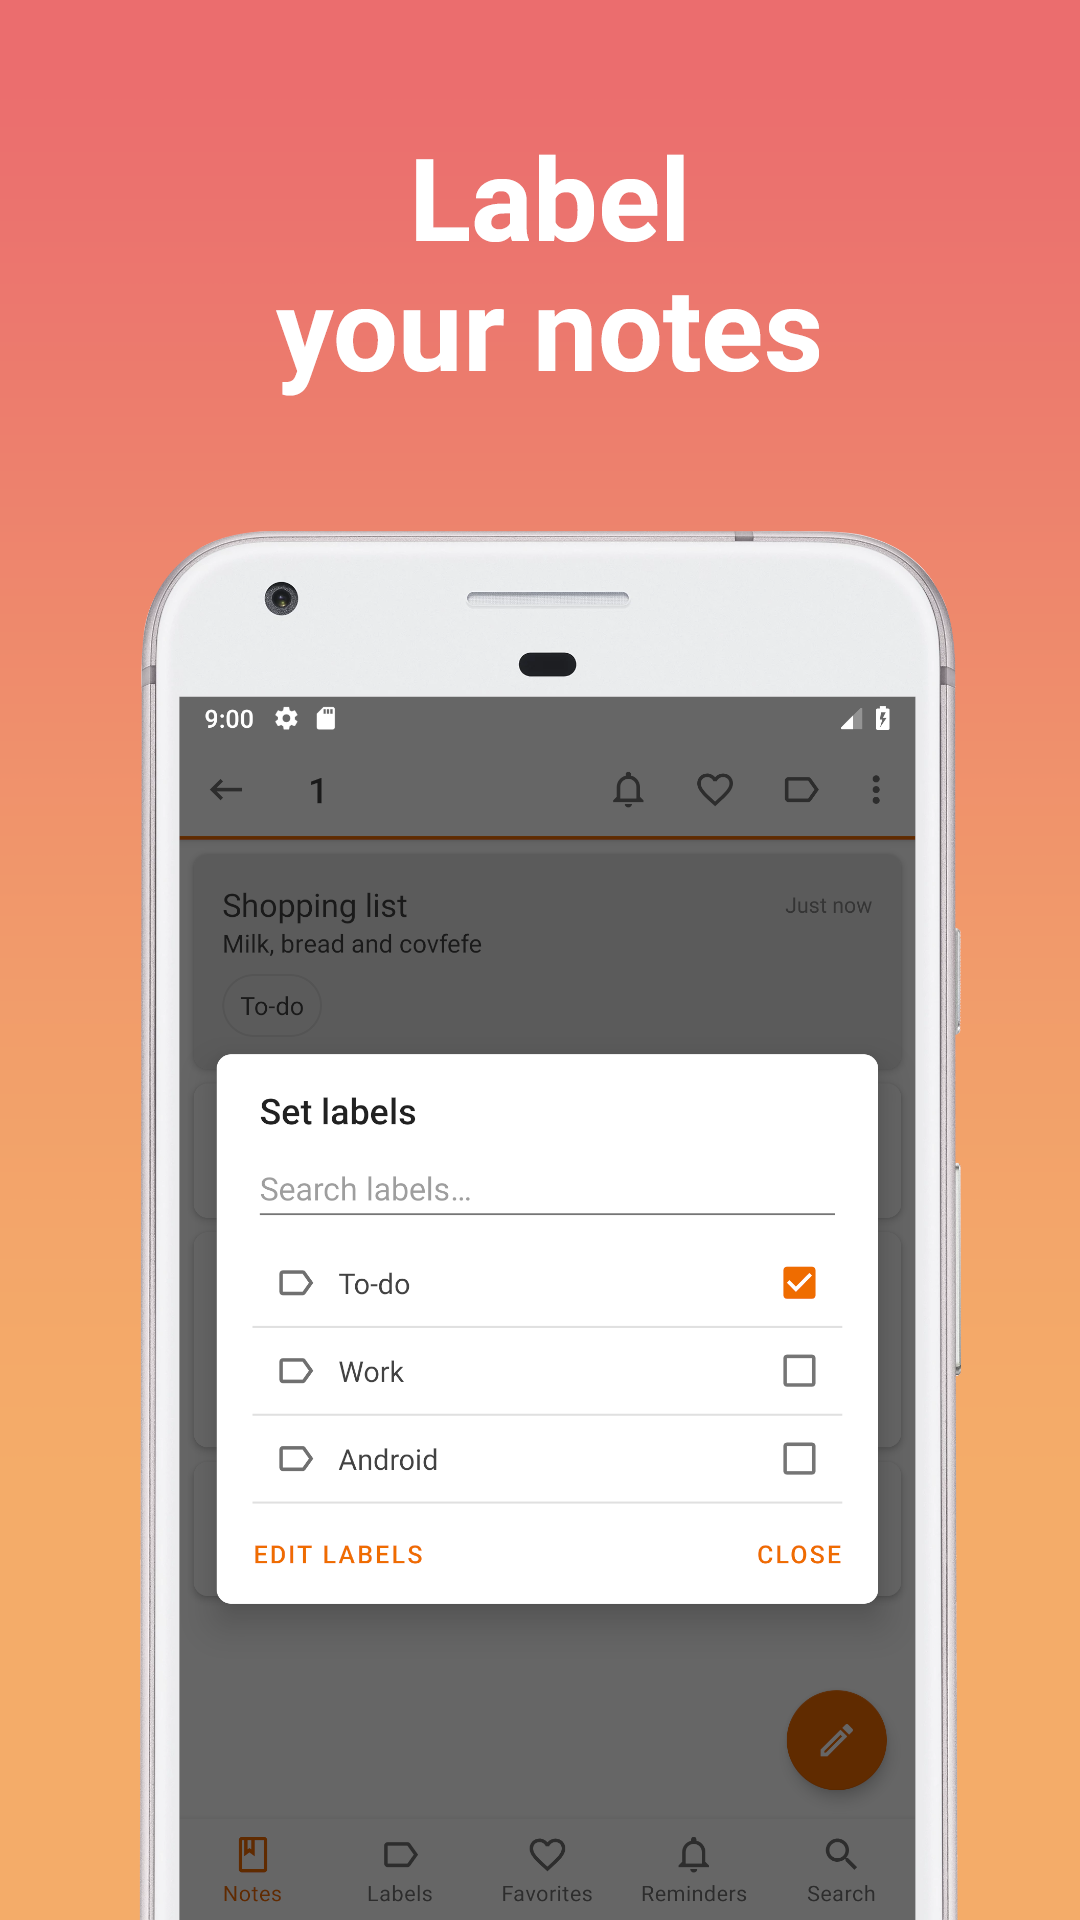 Label
your notes
9:00
1
Shopping list
Just now
Milk, bread and covfefe
To-do
Set labels
Search labels...
To-do
Work
Android
EDIT LABELS
CLOSE
Notes
Labels
Favorites
Reminders
Search